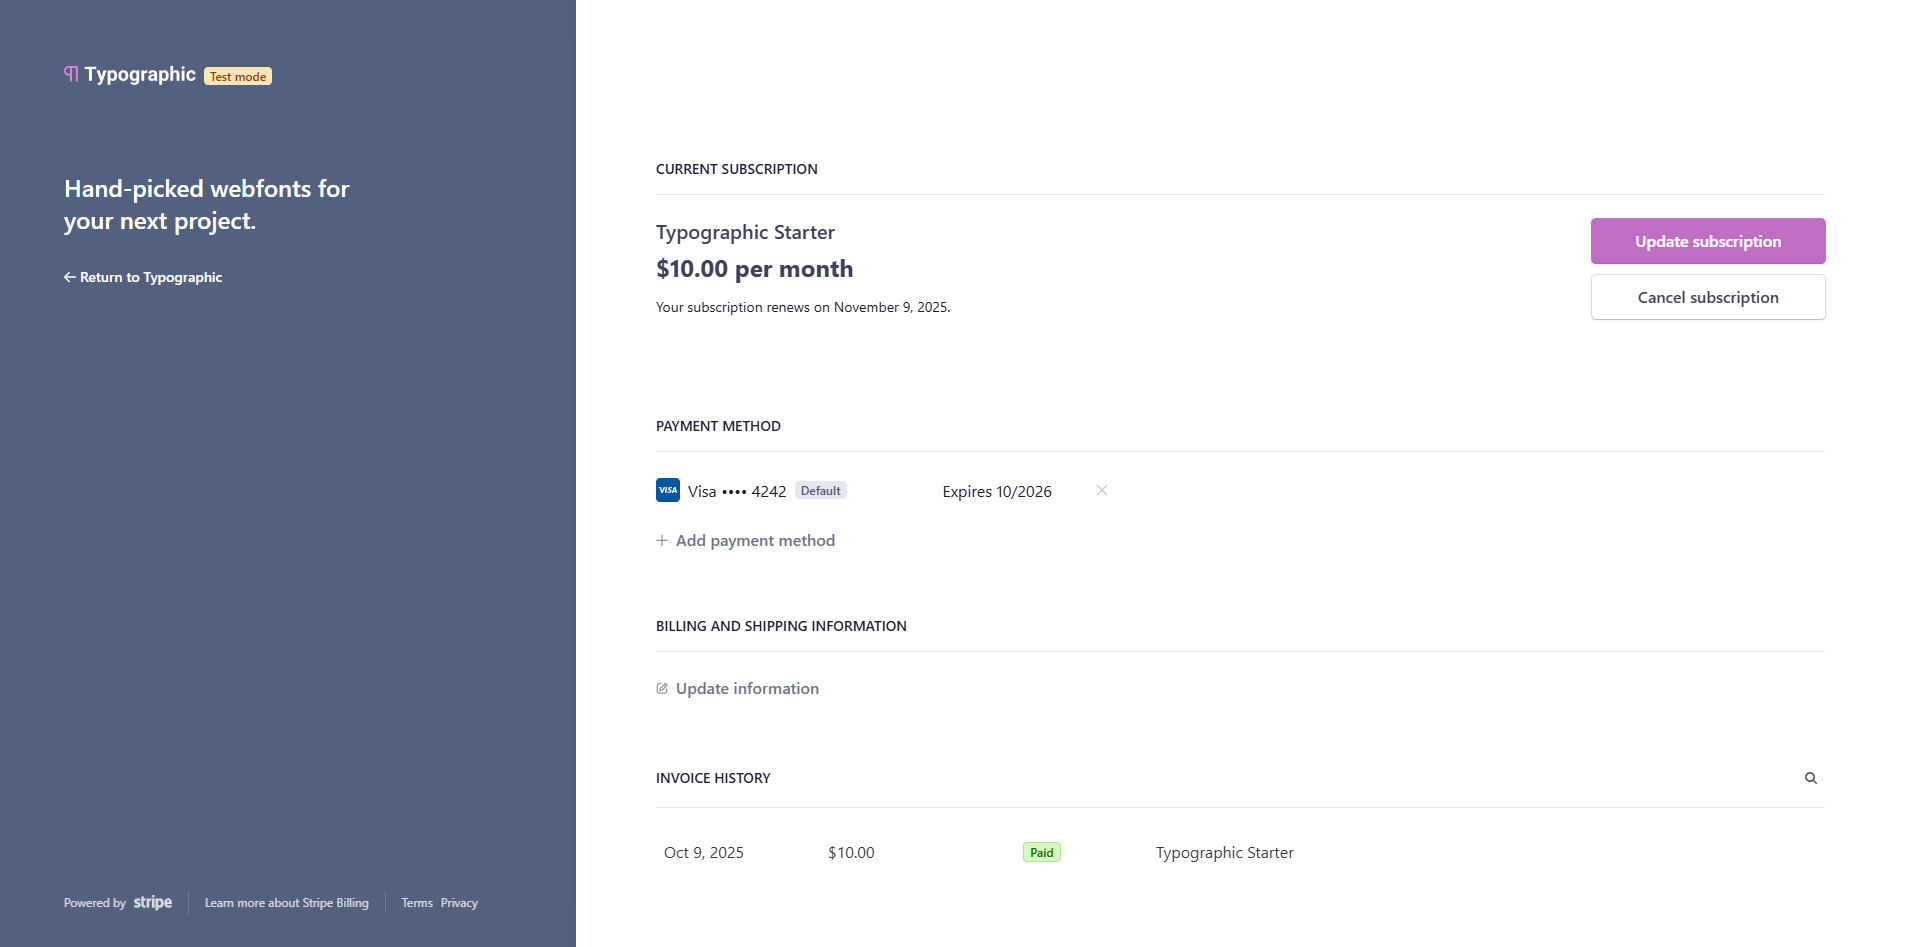 Typographic Test mode
Hand-picked webfonts for
your next project.
Return to Typographic
CURRENT SUBSCRIPTION
Typographic Starter
$10.00 per month
Your subscription renews on November 9, 2025.
Update subscription
Cancel subscription
PAYMENT METHOD
VISA Visa •••• 4242 Default Expires 10/2026
Add payment method
BILLING AND SHIPPING INFORMATION
Update information
INVOICE HISTORY
Oct 9, 2025 $10.00 Paid Typographic Starter
Powered by stripe Learn more about Stripe Billing Terms Privacy